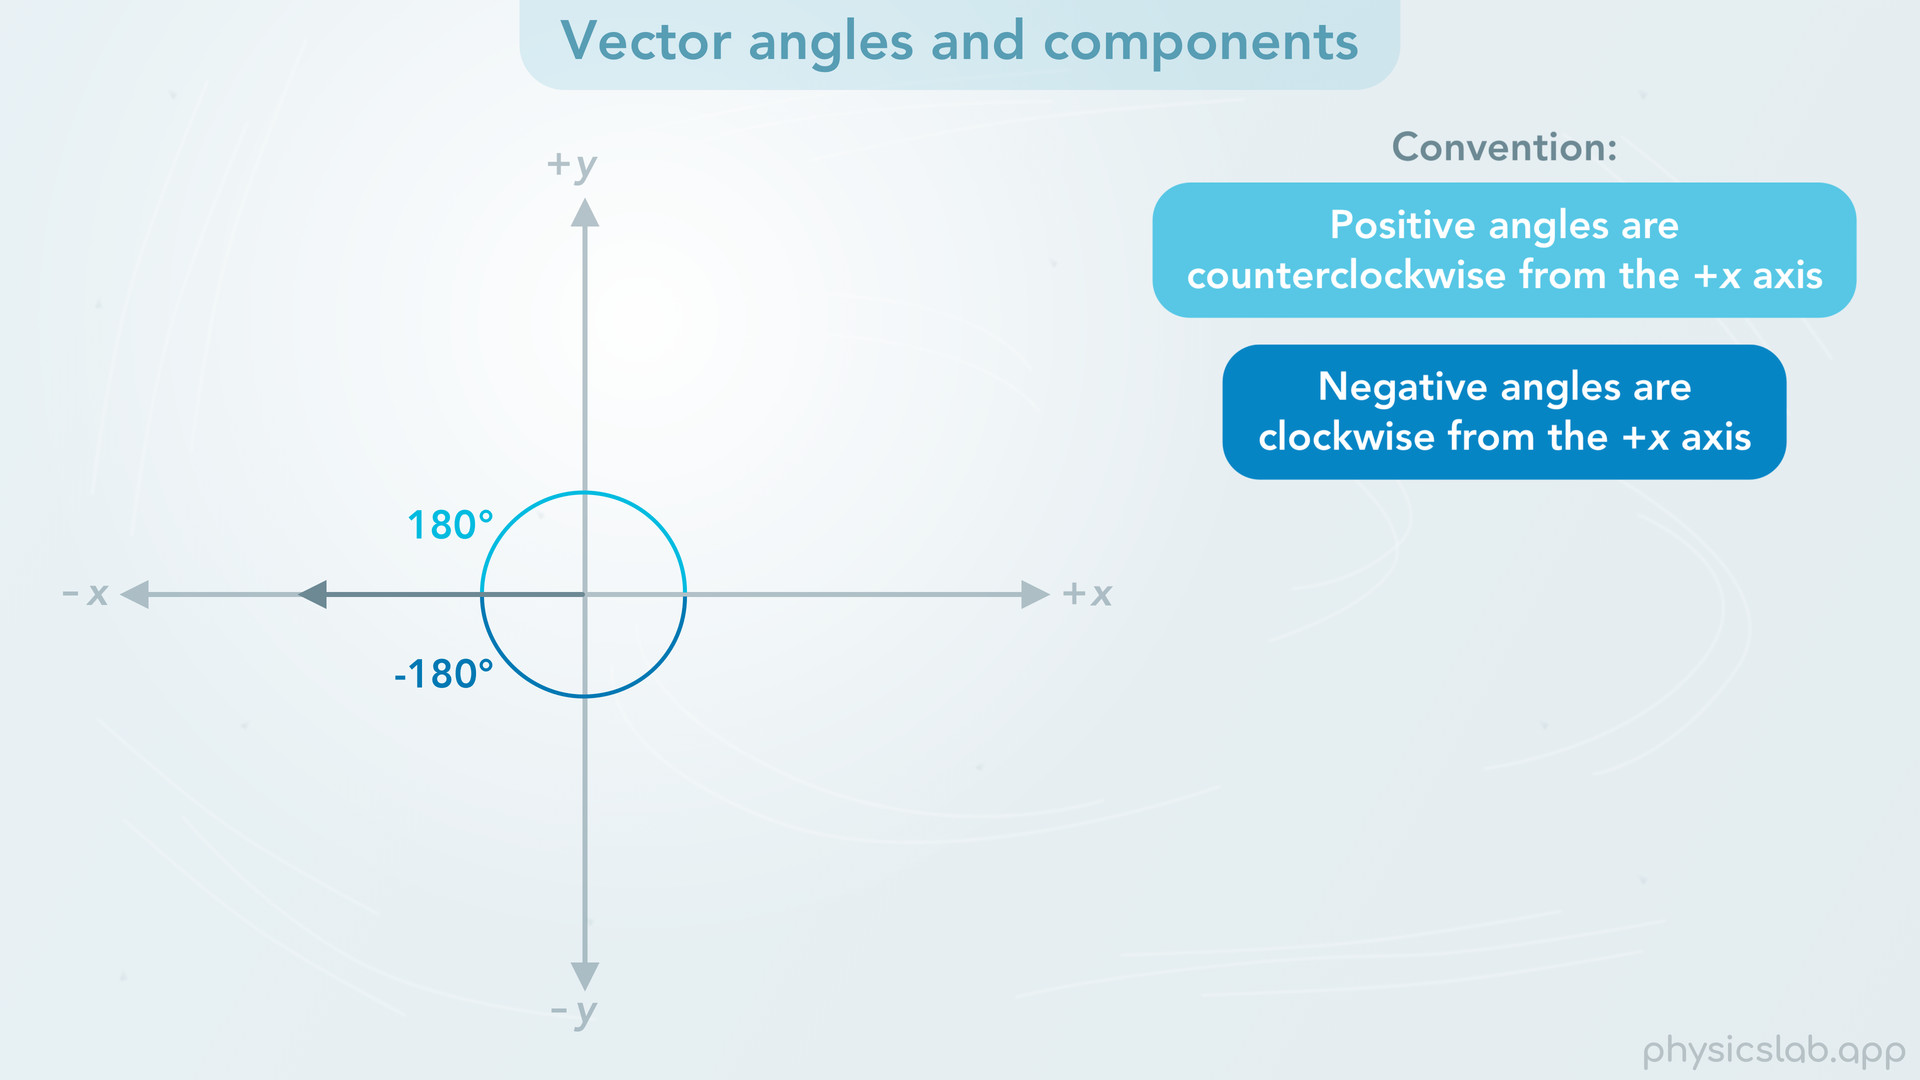 Vector angles and components
Convention:
Positive angles are
counterclockwise from the +x axis
Negative angles are
clockwise from the +x axis
+y
180°
-x
+x
-180°
-y
physicslab.app